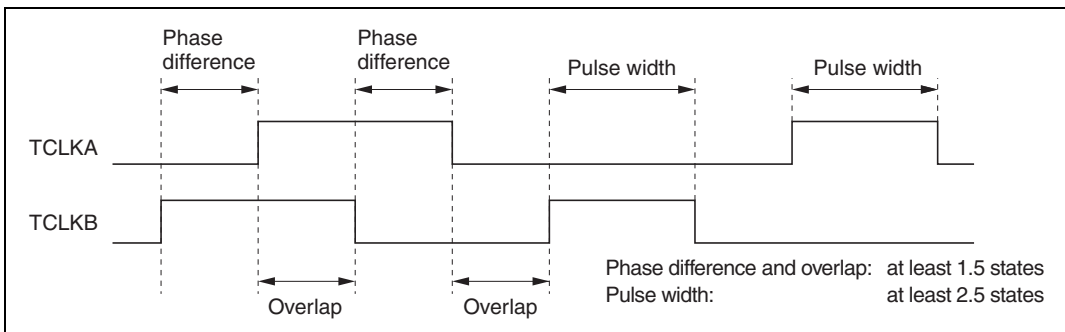 Phase
difference
Phase
difference
Pulse width
Pulse width
TCLKA
TCLKB
Overlap
Overlap
Phase difference and overlap: at least 1.5 states
Pulse width: at least 2.5 states